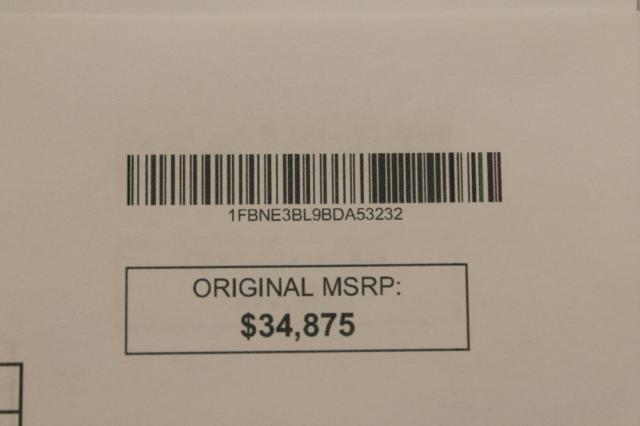 1FBNE3BL9BDA53232
ORIGINAL MSRP:
$34,875